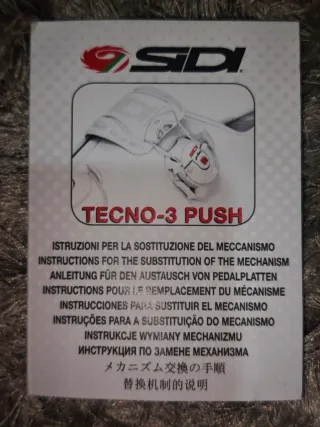 SIDI
TECNO-3 PUSH
ISTRUZIONI PER LA SOSTITUZIONE DEL MECCANISMO
INSTRUCTIONS FOR THE SUBSTITUTION OF THE MECHANISM
ANLEITUNG FÜR DEN AUSTAUSCH VON PEDALPLATTEN
INSTRUCTIONS POUR LE REMPLACEMENT DU MÉCANISME
INSTRUCCIONES PARA SUSTITUIR EL MECANISMO
INSTRUÇÕES PARA A SUBSTITUIÇÃO DO MECANISMO
INSTRUKCJE WYMIANY MECHANIZMU
ИНСТРУКЦИЯ ПО ЗАМЕНЕ МЕХАНИЗМА
メカニズム交換の手順
替換机制的说明